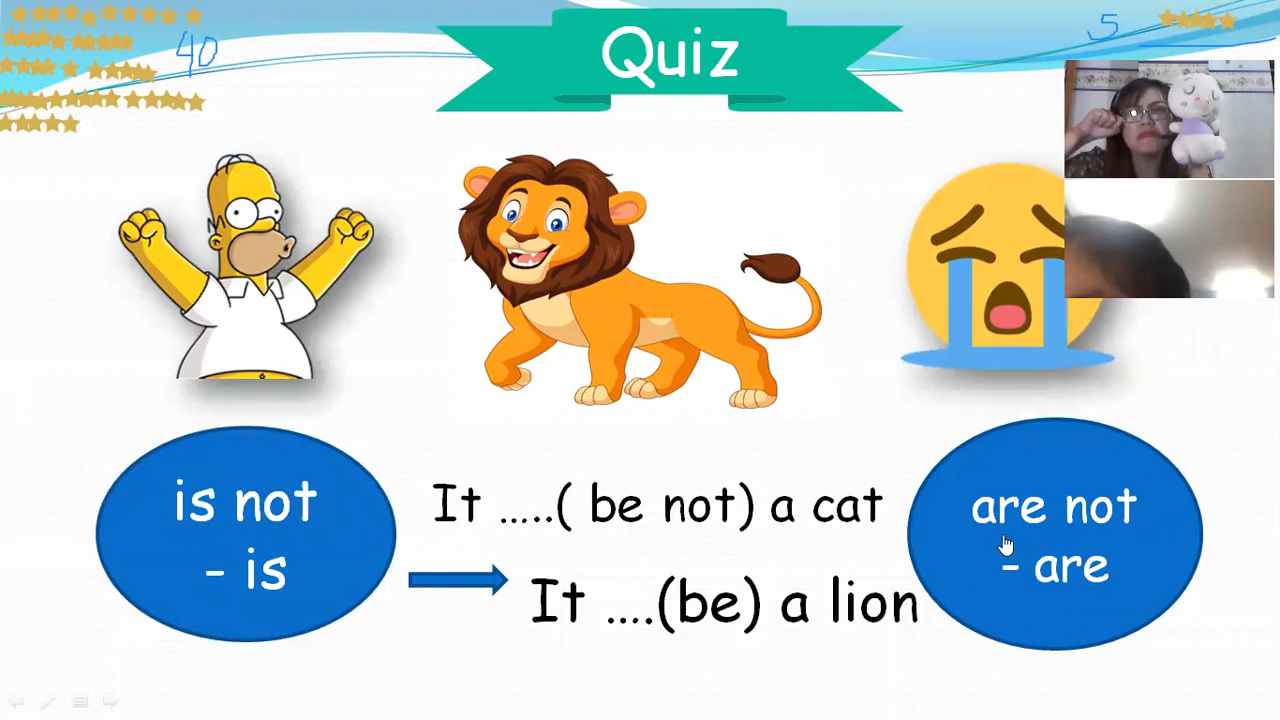 40
Quiz
5
is not
- is
It .....( be not) a cat
It ....(be) a lion
are not
- are